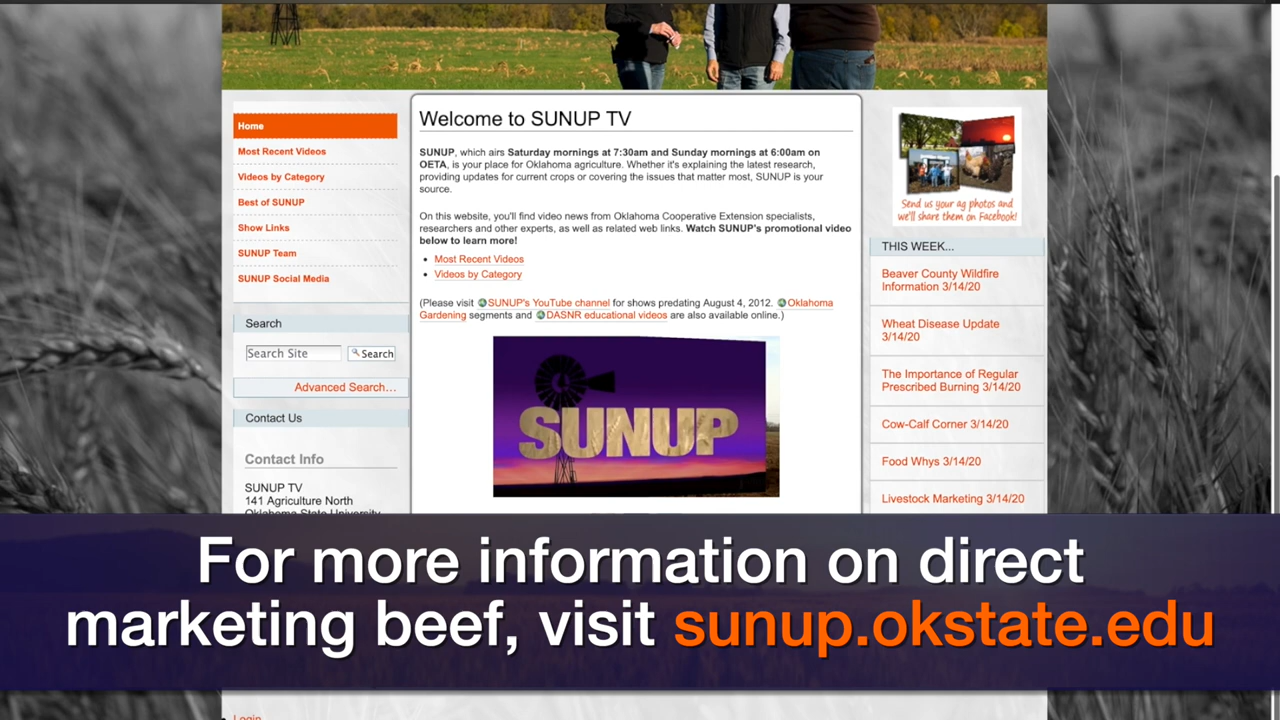 Home
Most Recent Videos
Videos by Category
Best of SUNUP
Show Links
SUNUP Team
SUNUP Social Media
Search
Search Site
Search
Advanced Search…
Contact Us
Contact Info
SUNUP TV
141 Agriculture North
Oklahoma State University
Welcome to SUNUP TV
SUNUP, which airs Saturday mornings at 7:30am and Sunday mornings at 6:00am on
OETA, is your place for Oklahoma agriculture. Whether it's explaining the latest research,
providing updates for current crops or covering the issues that matter most, SUNUP is your
source.
On this website, you'll find video news from Oklahoma Cooperative Extension specialists,
researchers and other experts, as well as related web links. Watch SUNUP's promotional video
below to learn more!
• Most Recent Videos
• Videos by Category
(Please visit SUNUP's YouTube channel for shows predating August 4, 2012. Oklahoma
Gardening segments and DASNR educational videos are also available online.)
SUNUP
Send us your ag photos and
we'll share them on Facebook!
THIS WEEK...
Beaver County Wildfire
Information 3/14/20
Wheat Disease Update
3/14/20
The Importance of Regular
Prescribed Burning 3/14/20
Cow-Calf Corner 3/14/20
Food Whys 3/14/20
Livestock Marketing 3/14/20
For more information on direct
marketing beef, visit sunup.okstate.edu
Login